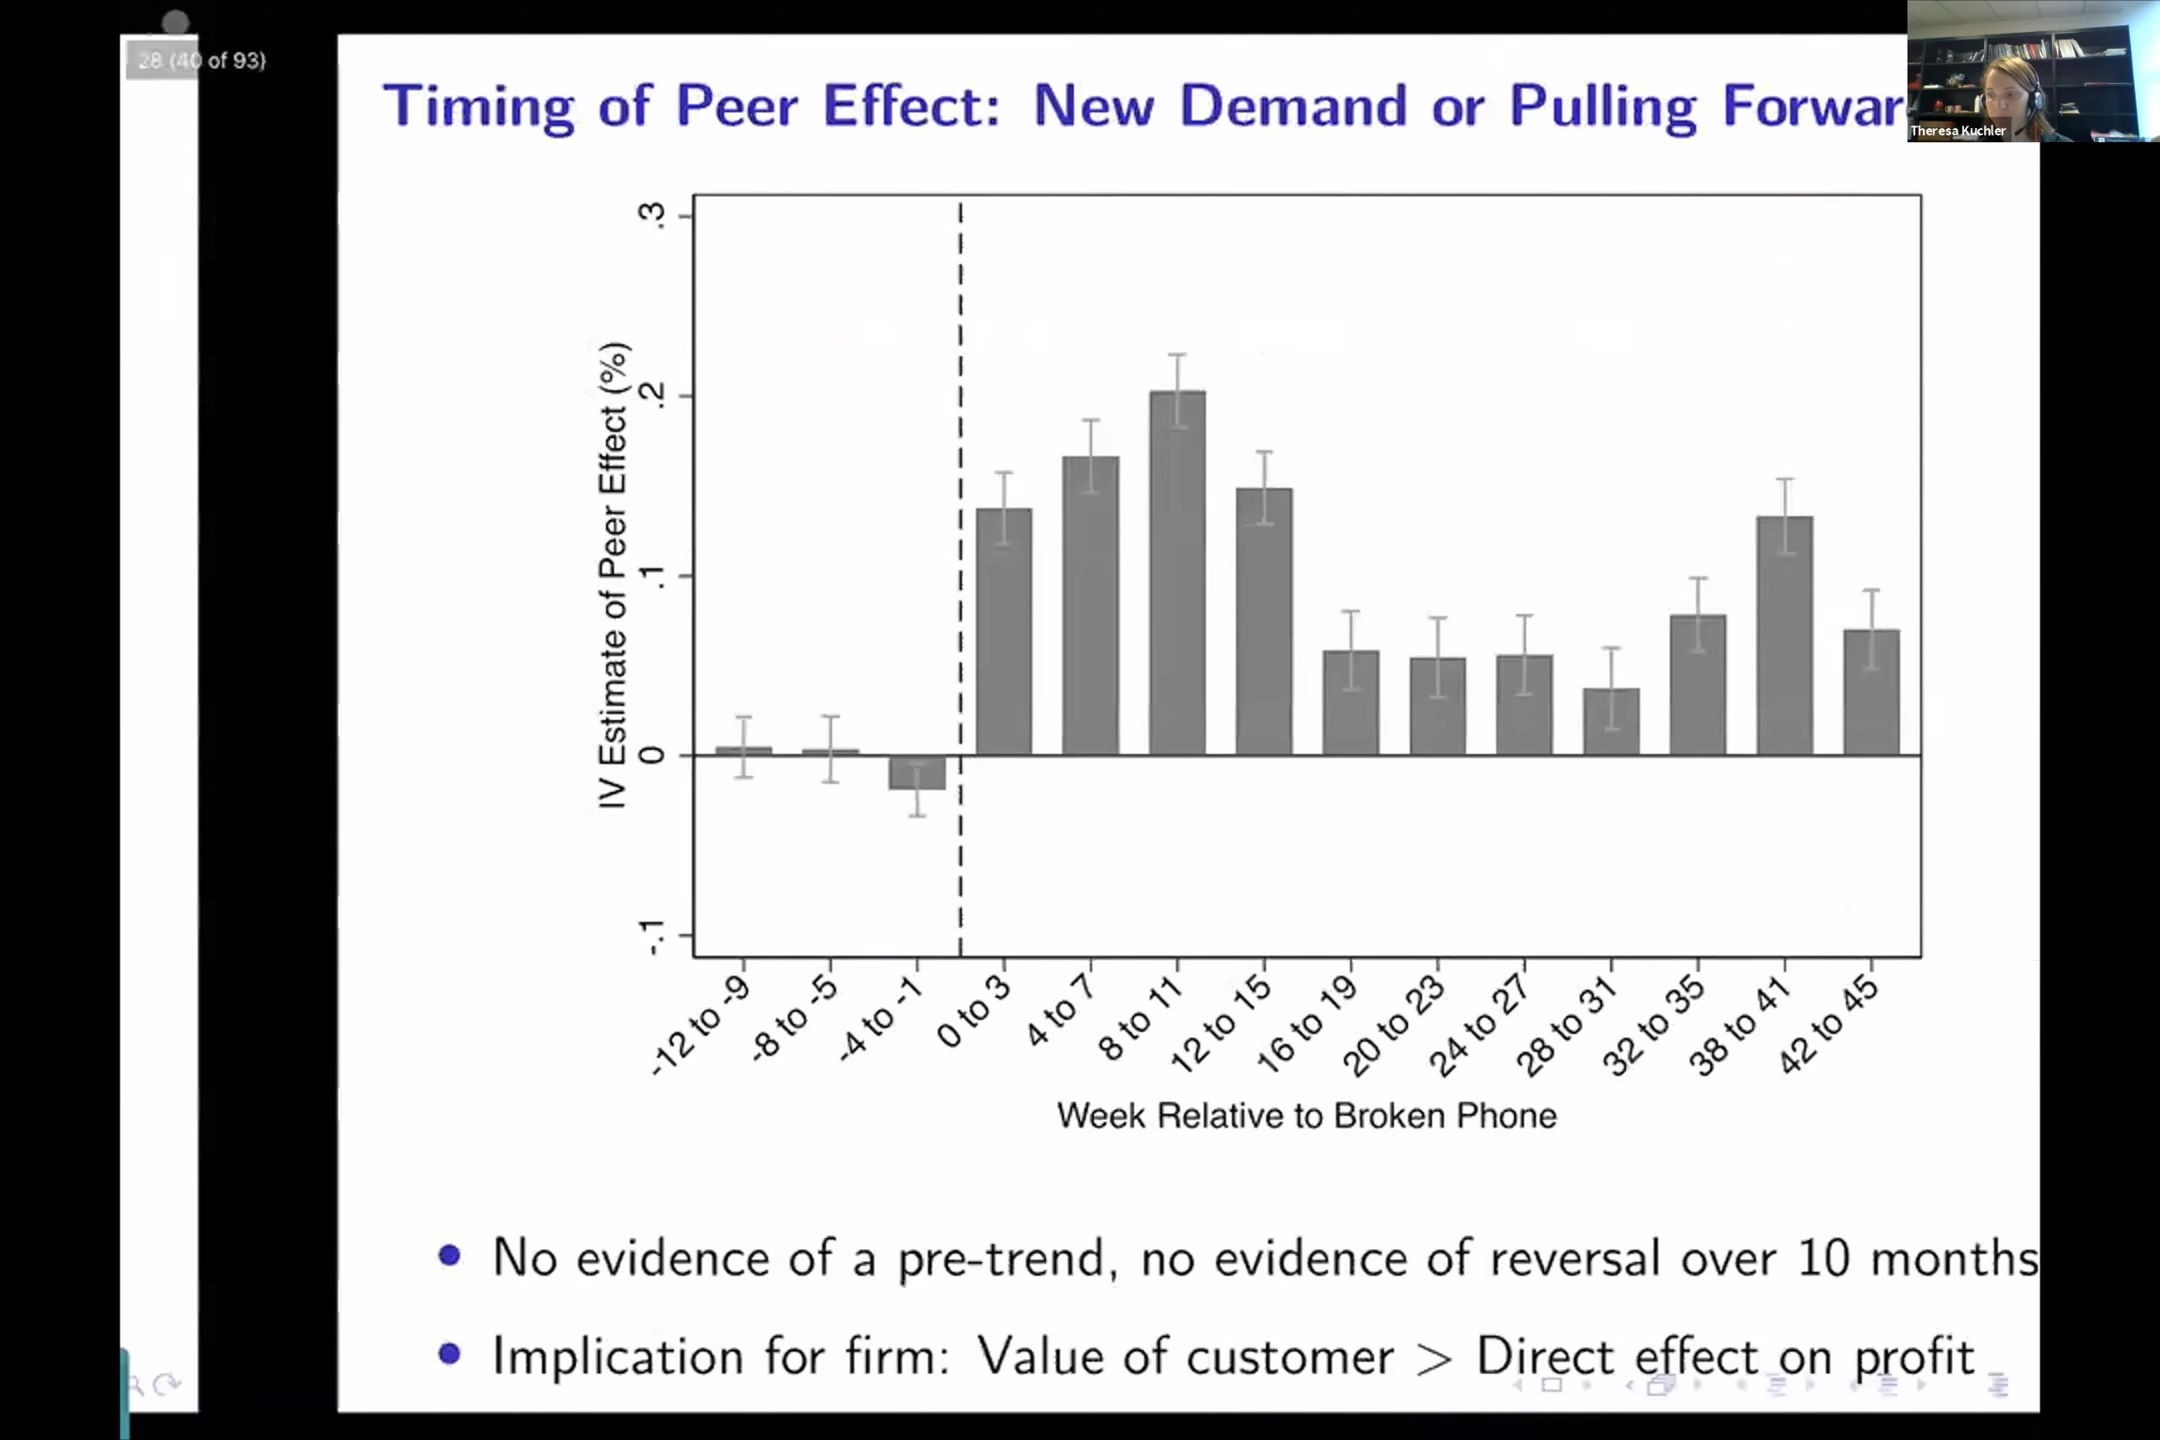 28 (40 of 93)
Timing of Peer Effect: New Demand or Pulling Forwar
Theresa Kuchler
IV Estimate of Peer Effect (%)
.3
.2
.1
0
-.1
-12 to -9
-8 to -5
-4 to -1
0 to 3
4 to 7
8 to 11
12 to 15
16 to 19
20 to 23
24 to 27
28 to 31
32 to 35
38 to 41
42 to 45
Week Relative to Broken Phone
No evidence of a pre-trend, no evidence of reversal over 10 months
Implication for firm: Value of customer > Direct effect on profit